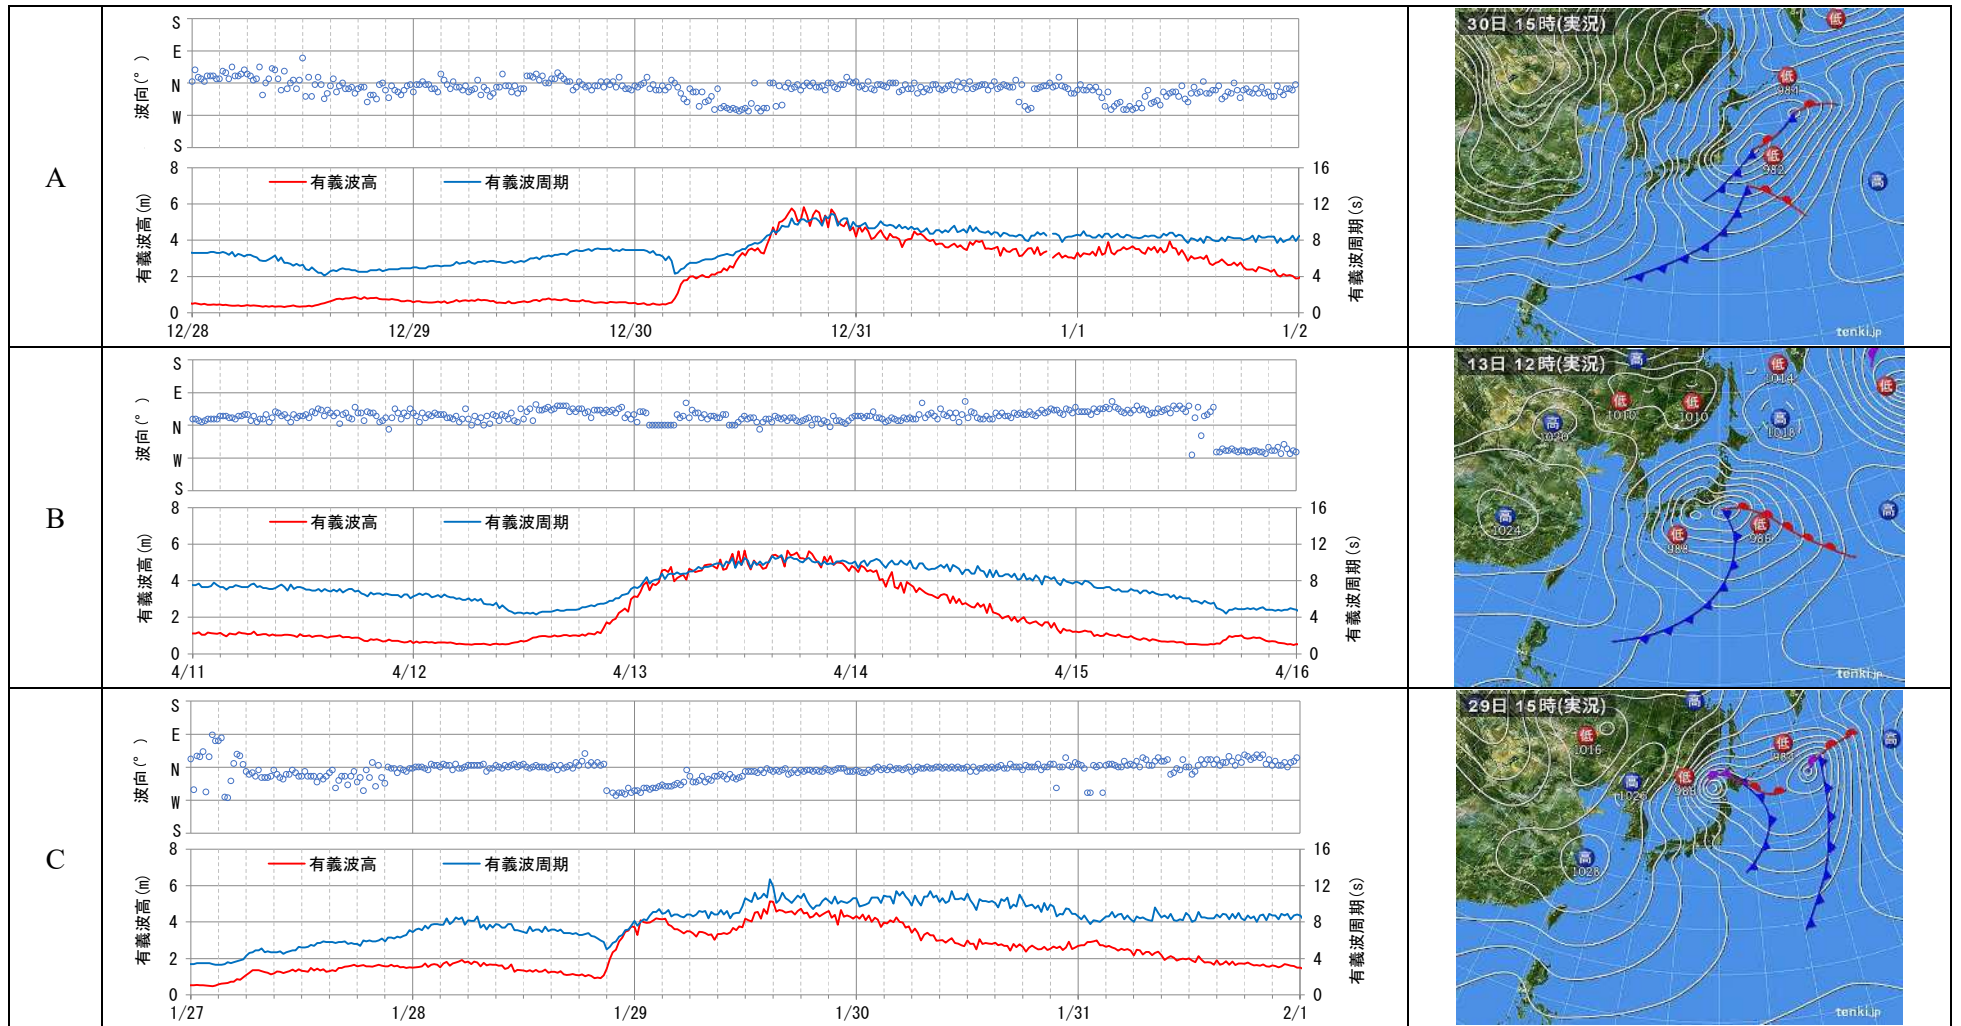 A
波向(°)
S
E
N
W
S
有義波高(m)
8
6
4
2
0
有義波高
有義波周期
16
12
8
4
0
有義波周期(s)
12/28
12/29
12/30
12/31
1/1
1/2
30日 15時(実況)
低
低
984
低
982
高
tenki.jp
B
波向(°)
S
E
N
W
S
有義波高(m)
8
6
4
2
0
有義波高
有義波周期
16
12
8
4
0
有義波周期(s)
4/11
4/12
4/13
4/14
4/15
4/16
13日 12時(実況)
高
低
1014
低
低
1010
低
1010
高
1020
高
1018
高
1024
高
低
986
低
988
tenki.jp
C
波向(°)
S
E
N
W
S
有義波高(m)
8
6
4
2
0
有義波高
有義波周期
16
12
8
4
0
有義波周期(s)
1/27
1/28
1/29
1/30
1/31
2/1
29日 15時(実況)
高
低
1016
低
高
低
988
高
高
1028
tenki.jp